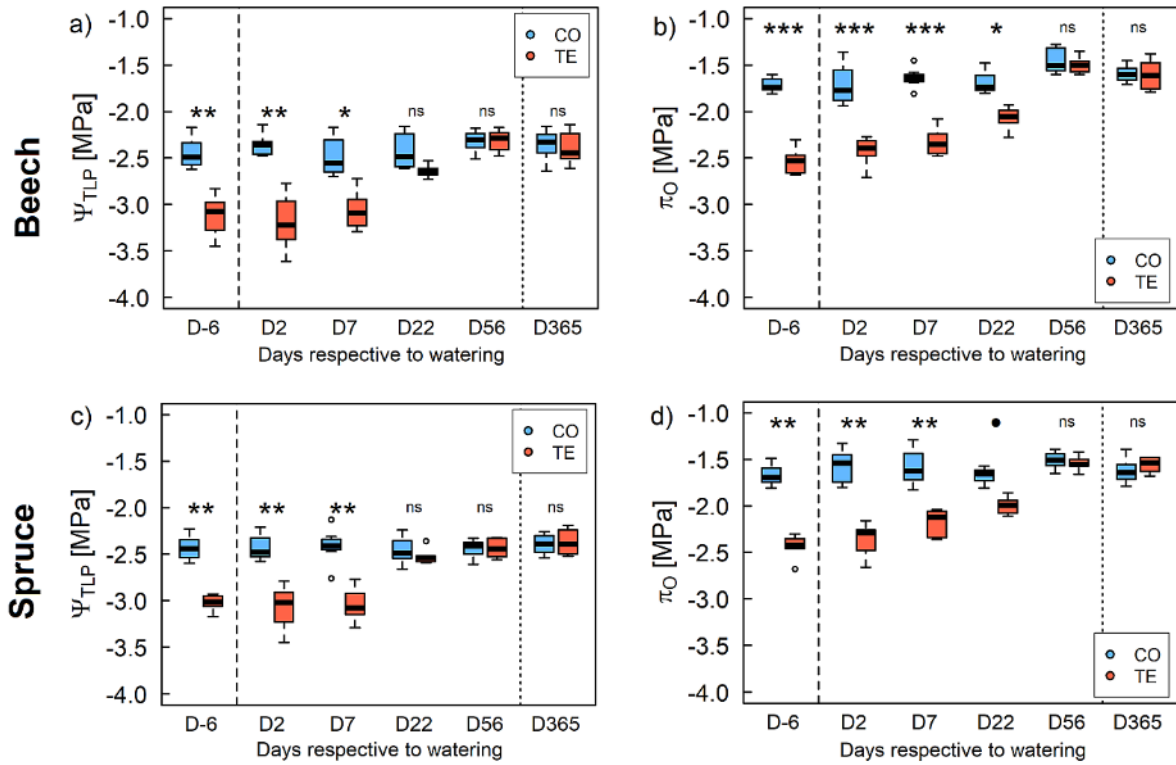 a)
CO
TE
** ** * ns ns ns
-1.0
-1.5
-2.0
-2.5
-3.0
-3.5
-4.0
Ψ_TLP [MPa]
Beech
D-6 D2 D7 D22 D56 D365
Days respective to watering
b)
*** *** *** * ns ns
-1.0
-1.5
-2.0
-2.5
-3.0
-3.5
-4.0
π_O [MPa]
CO
TE
D-6 D2 D7 D22 D56 D365
Days respective to watering
c)
CO
TE
** ** ** ns ns ns
-1.0
-1.5
-2.0
-2.5
-3.0
-3.5
-4.0
Ψ_TLP [MPa]
Spruce
D-6 D2 D7 D22 D56 D365
Days respective to watering
d)
** ** ** • ns ns
-1.0
-1.5
-2.0
-2.5
-3.0
-3.5
-4.0
π_O [MPa]
CO
TE
D-6 D2 D7 D22 D56 D365
Days respective to watering